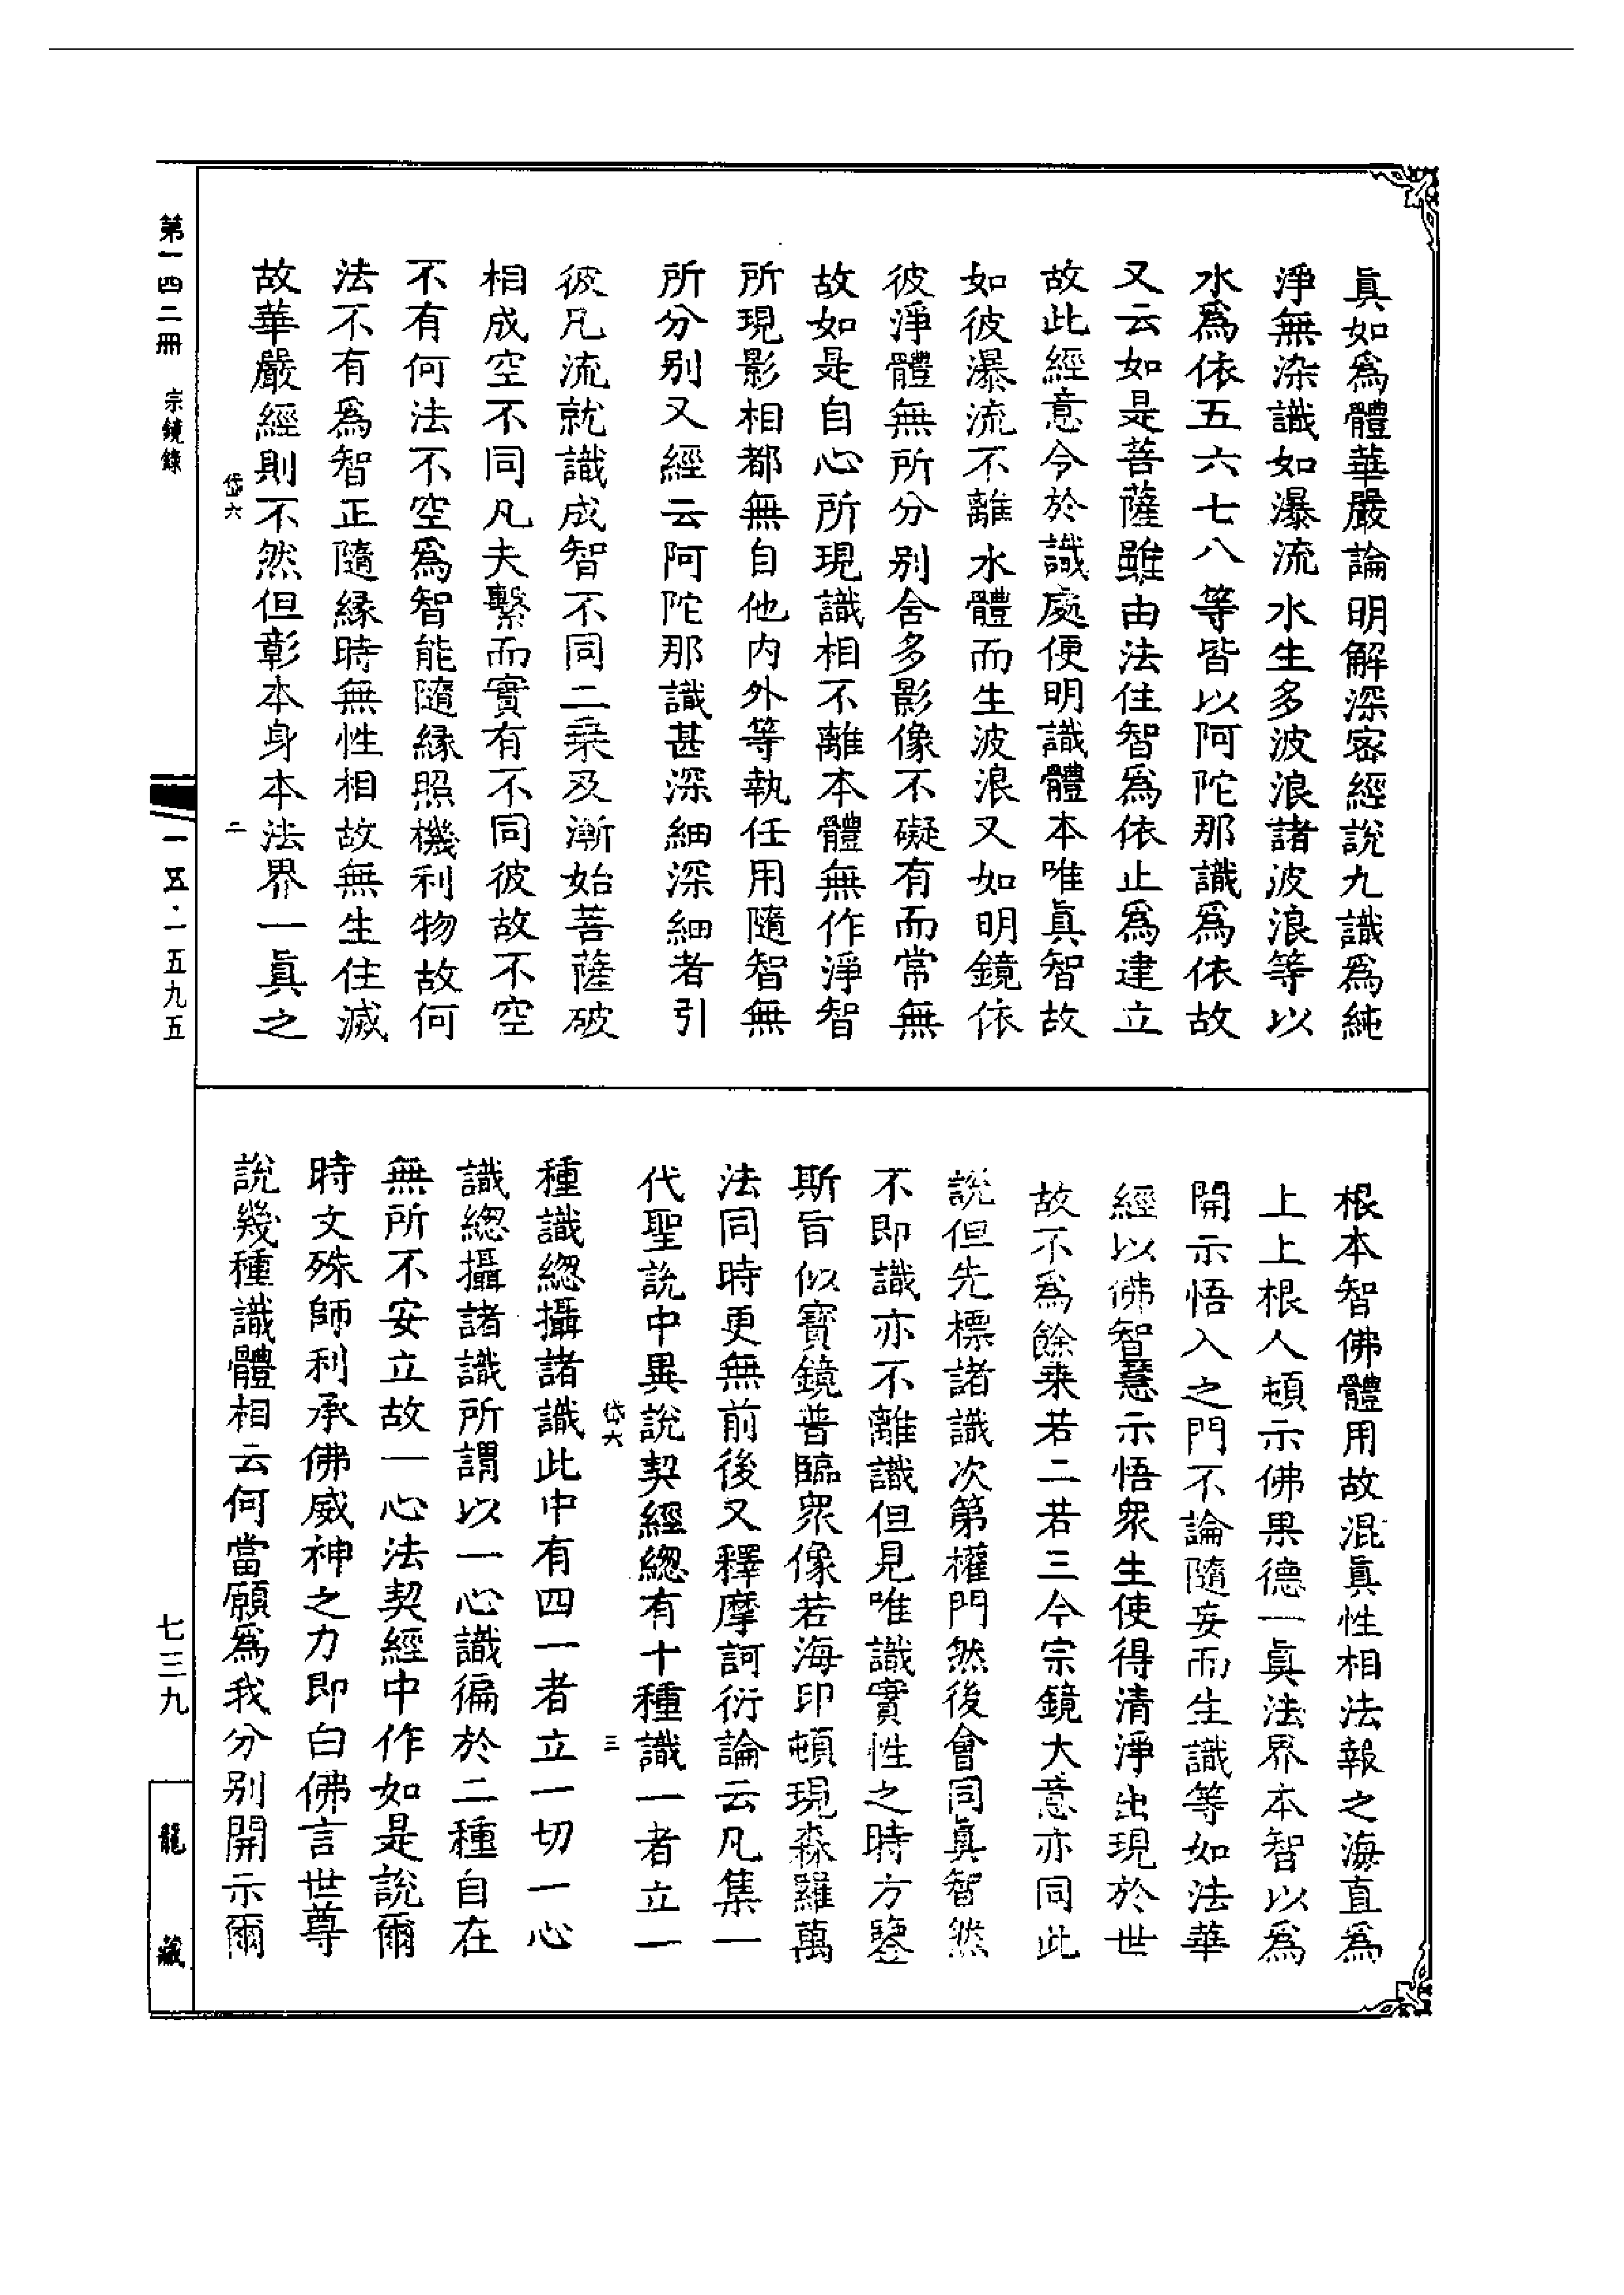 眞如爲體華嚴論明解深密經說九識爲純
淨無染識如瀑流水生多波浪諸波浪等以
水爲依五六七八等皆以阿陀那識爲依故
又云如是菩薩雖由法住智爲依止爲建立
故此經意令於識處便明識體本唯眞智故
如彼瀑流不離水體而生波浪又如明鏡依
彼淨體無所分別含多影像不礙有而常無
故如是自心所現識相不離本體無作淨智
所現影相都無自他內外等執任用隨智無
所分別又經云阿陀那識甚深細深細者引
彼凡流就識成智不同二乘及漸始菩薩破
相成空不同凡夫繫而實有不同彼故不空
不有何法不空爲智能隨緣照機利物故何
法不有爲智正隨緣時無性相故無生住滅
故華嚴經則不然但彰本身本法界一眞之
岱六
二
根本智佛體用故混眞性相法報之海直爲
上上根人頓示佛果德一眞法界本智以爲
開示悟入之門不論隨妄而生識等如法華
經以佛智慧示悟衆生使得清淨出現於世
故不爲餘乘若二若三今宗鏡大意亦同此
說但先標諸識次第權門然後會同眞智然
不即識亦不離識但見唯識實性之時方鑒
斯旨似寶鏡普臨衆像若海印頓現森羅萬
法同時更無前後又釋摩訶衍論云凡集一
代聖說中異說契經總有十種識一者立一
岱六
三
種識總攝諸識此中有四一者立一切一心
識總攝諸識所謂以一心識徧於二種自在
無所不安立故一心法契經中作如是說爾
時文殊師利承佛威神之力即白佛言世尊
說幾種識體相云何當願爲我分別開示爾
第一四二冊
宗鏡錄
一五·一五九五
七三九
龍藏